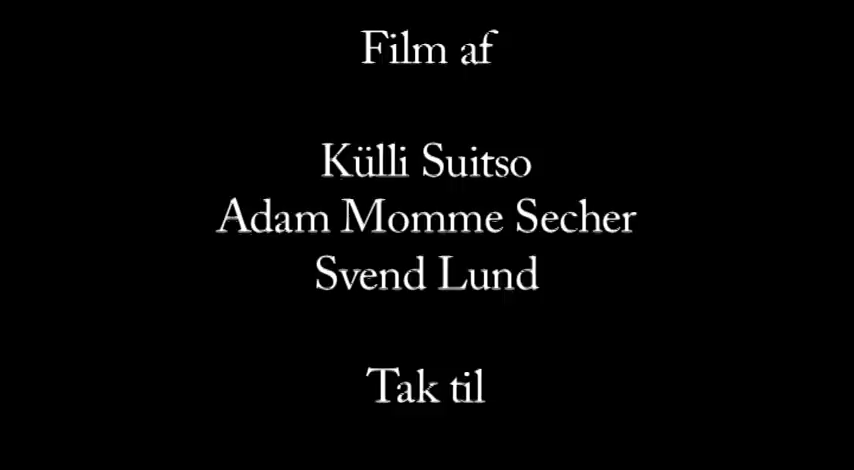 Film af
Külli Suitso
Adam Momme Secher
Svend Lund
Tak til